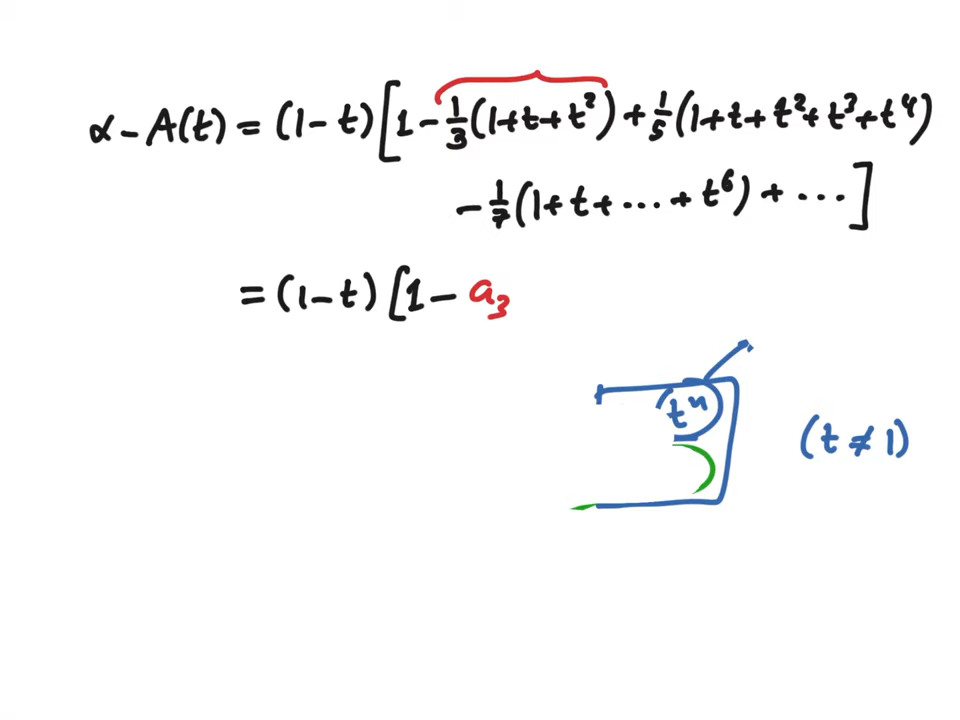 α − A(t) = (1 − t) [1 − 1/3 (1 + t + t²) + 1/5 (1 + t + t² + t³ + t⁴)
− 1/7 (1 + t + ... + t⁶) + ... ]
= (1 − t) [1 − a₃
tⁿ
(t ≠ 1)